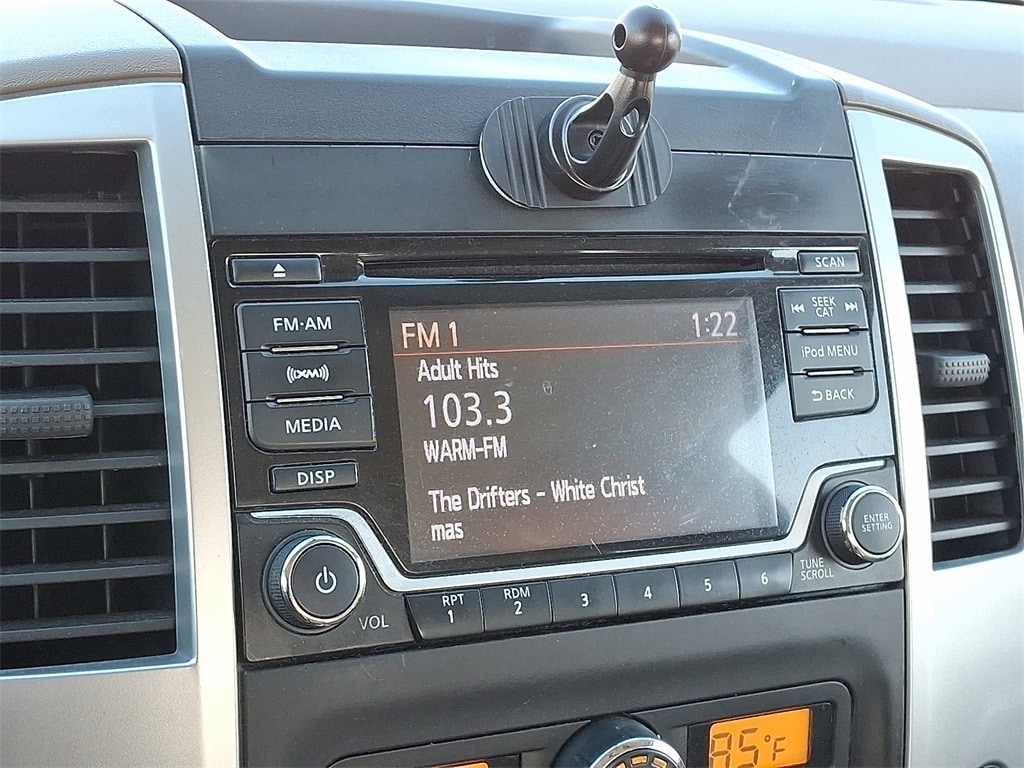 SCAN
FM·AM
XM
MEDIA
DISP
FM 1 1:22
Adult Hits
103.3
WARM-FM
The Drifters - White Christ
mas
SEEK
CAT
iPod MENU
BACK
ENTER
SETTING
TUNE
SCROLL
VOL
RPT
1
RDM
2
3
4
5
6
85°F